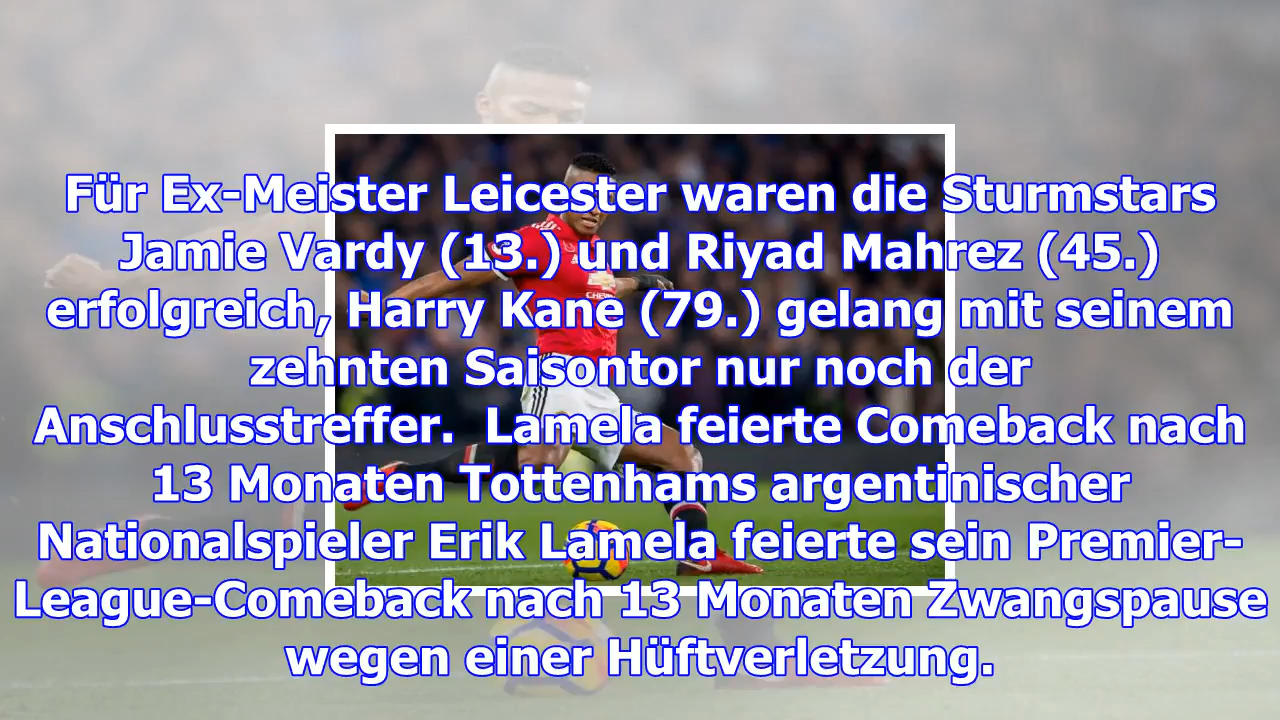 Für Ex-Meister Leicester waren die Sturmstars
Jamie Vardy (13.) und Riyad Mahrez (45.)
erfolgreich, Harry Kane (79.) gelang mit seinem
zehnten Saisontor nur noch der
Anschlusstreffer.  Lamela feierte Comeback nach
13 Monaten Tottenhams argentinischer
Nationalspieler Erik Lamela feierte sein Premier-
League-Comeback nach 13 Monaten Zwangspause
wegen einer Hüftverletzung.